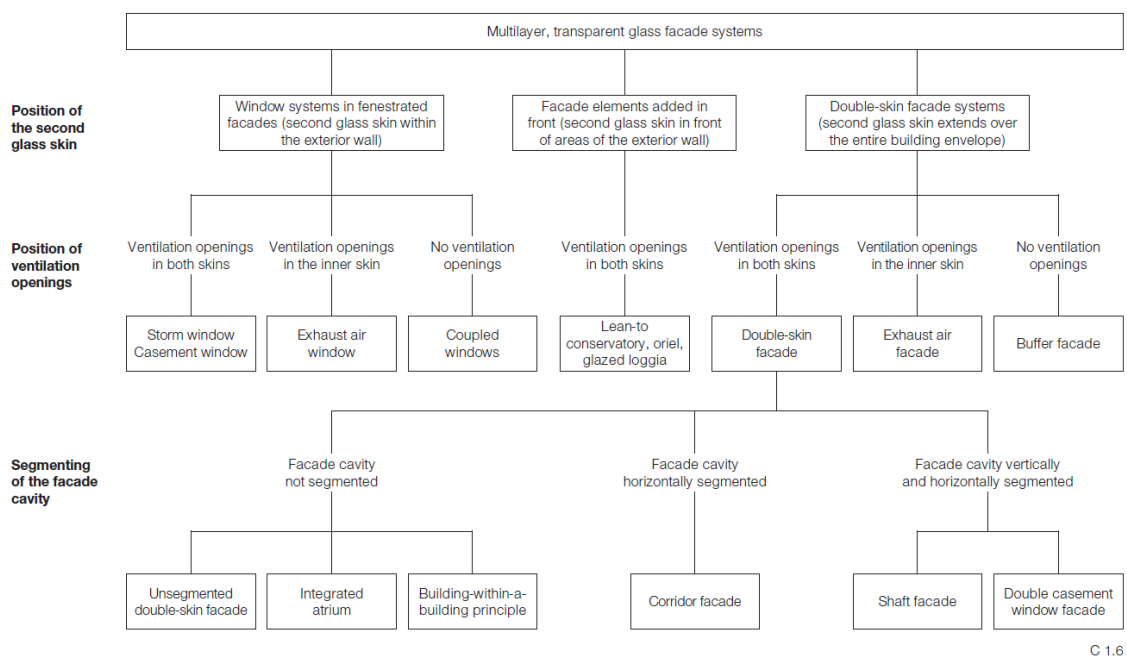 Multilayer, transparent glass facade systems
Position of
the second
glass skin
Window systems in fenestrated
facades (second glass skin within
the exterior wall)
Facade elements added in
front (second glass skin in front
of areas of the exterior wall)
Double-skin facade systems
(second glass skin extends over
the entire building envelope)
Position of
ventilation
openings
Ventilation openings
in both skins
Ventilation openings
in the inner skin
No ventilation
openings
Ventilation openings
in both skins
Ventilation openings
in both skins
Ventilation openings
in the inner skin
No ventilation
openings
Storm window
Casement window
Exhaust air
window
Coupled
windows
Lean-to
conservatory, oriel,
glazed loggia
Double-skin
facade
Exhaust air
facade
Buffer facade
Segmenting
of the facade
cavity
Facade cavity
not segmented
Facade cavity
horizontally segmented
Facade cavity vertically
and horizontally segmented
Unsegmented
double-skin facade
Integrated
atrium
Building-within-a-
building principle
Corridor facade
Shaft facade
Double casement
window facade
C 1.6